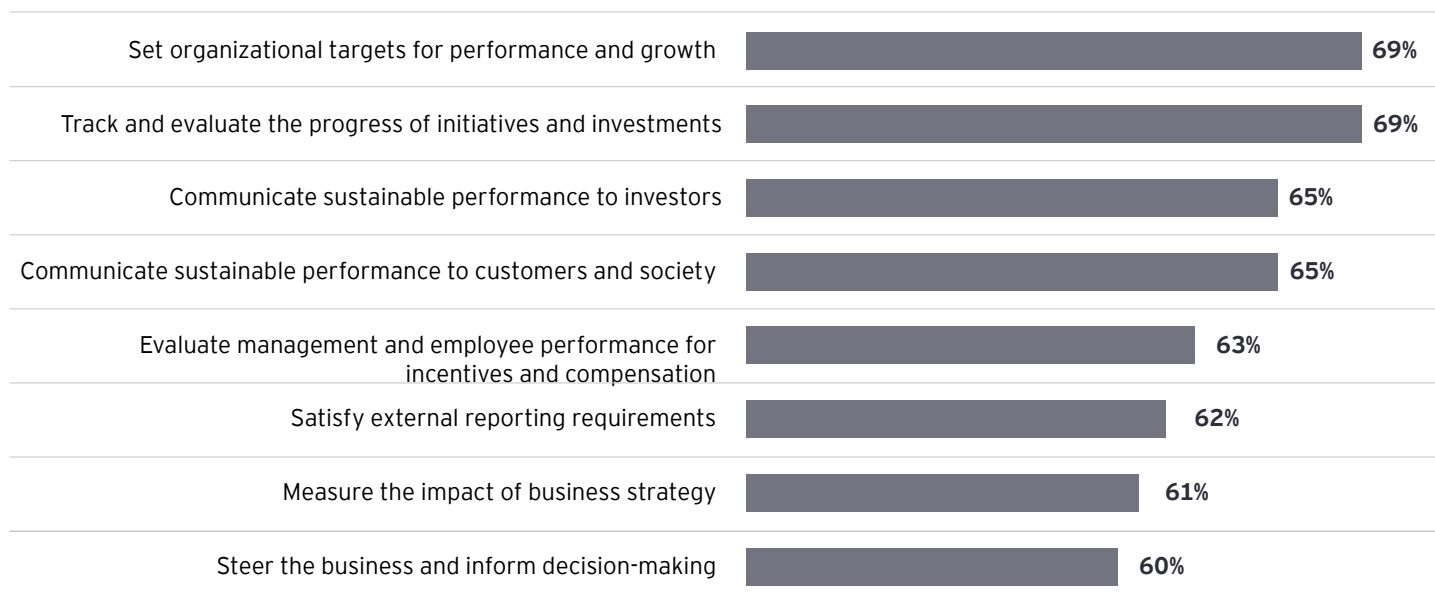 Set organizational targets for performance and growth 69%
Track and evaluate the progress of initiatives and investments 69%
Communicate sustainable performance to investors 65%
Communicate sustainable performance to customers and society 65%
Evaluate management and employee performance for 63%
incentives and compensation
Satisfy external reporting requirements 62%
Measure the impact of business strategy 61%
Steer the business and inform decision-making 60%